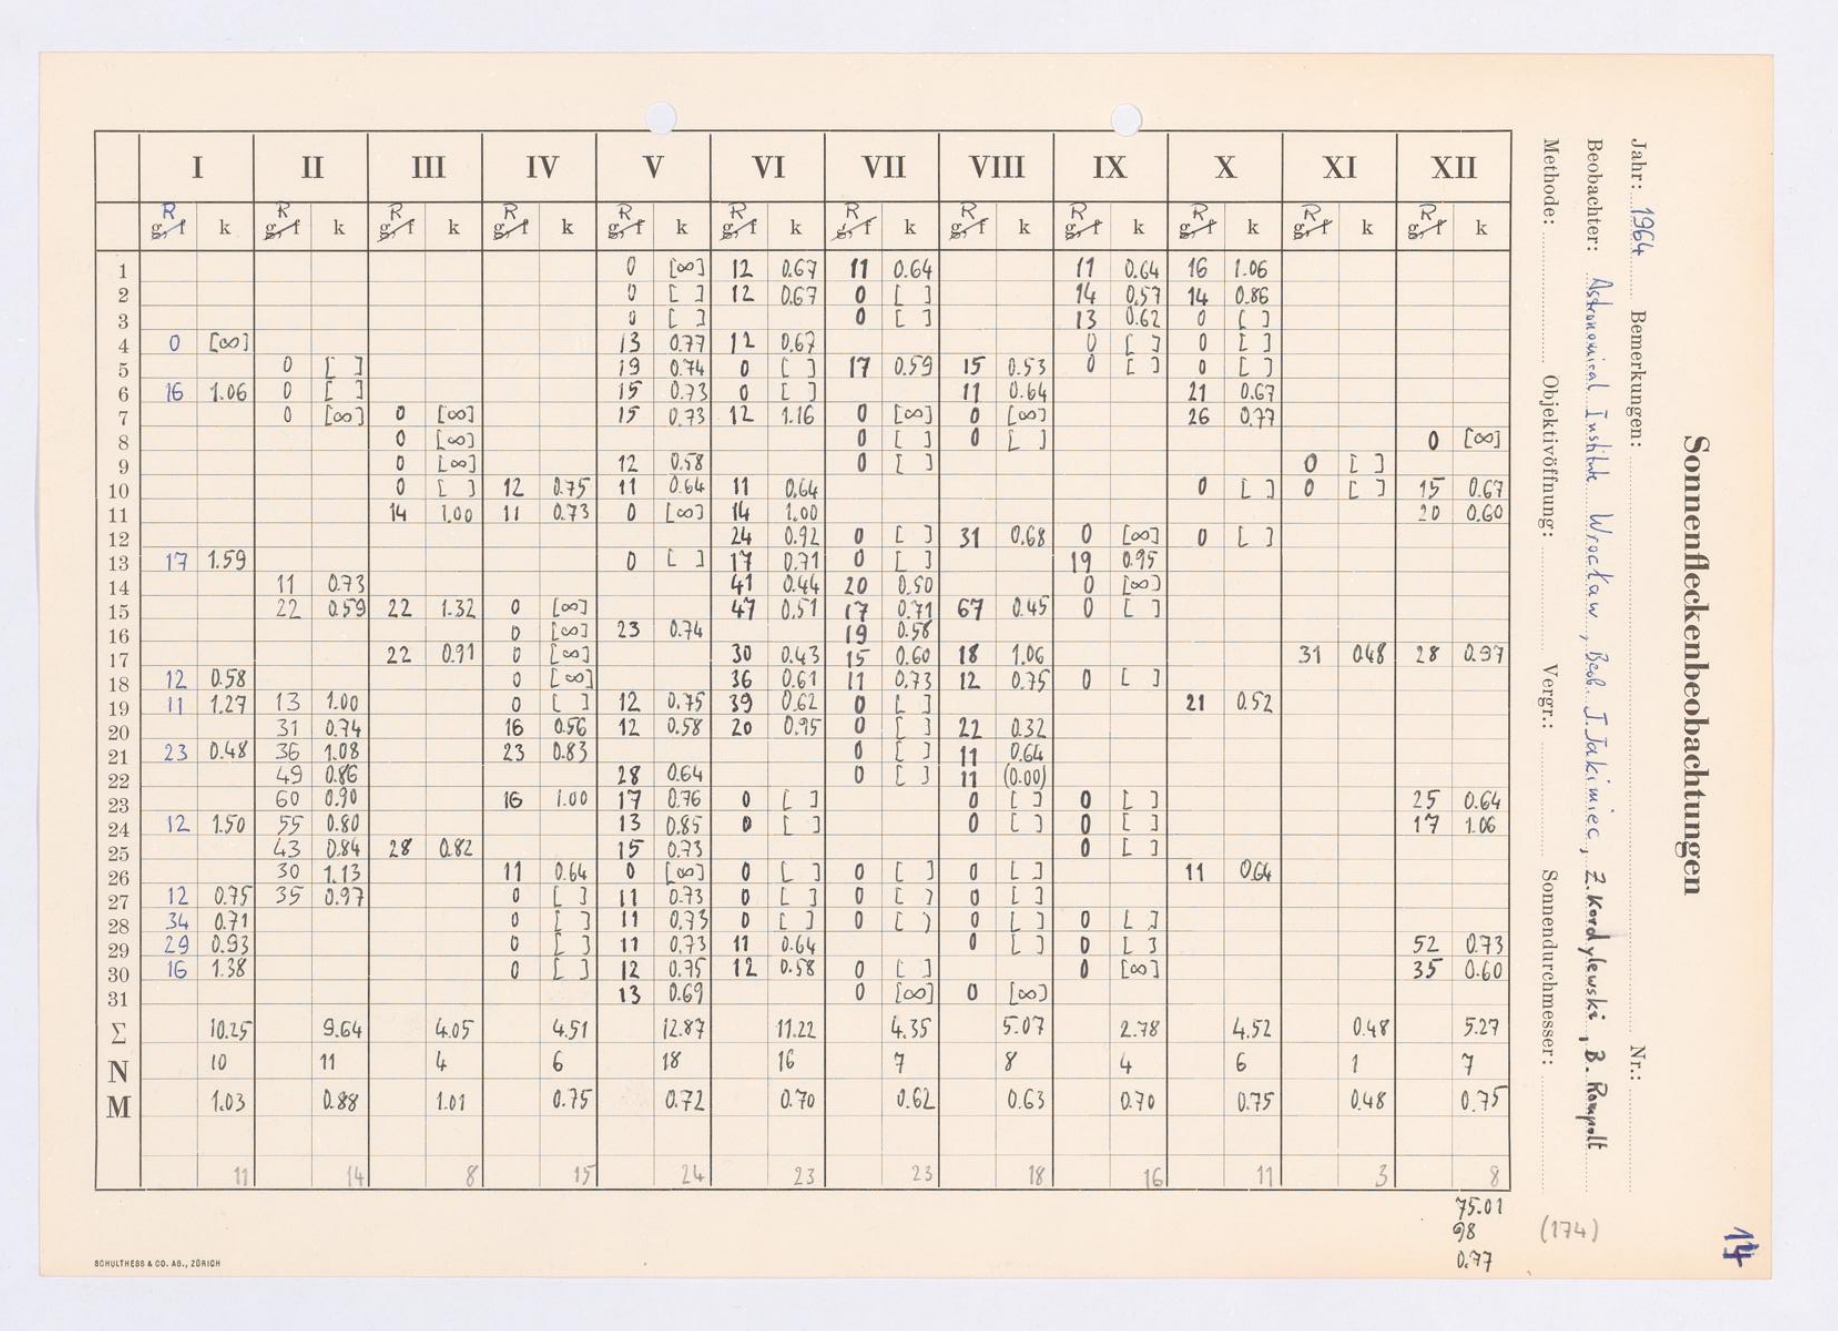 I II III IV V VI VII VIII IX X XI XII
R g, f k R g, f k R g, f k R g, f k R g, f k R g, f k R g, f k R g, f k R g, f k R g, f k R g, f k R g, f k
1 0 [∞] 12 0.67 11 0.64 11 0.64 16 1.06
2 0 [ ] 12 0.67 0 [ ] 14 0.57 14 0.86
3 0 [ ] 0 [ ] 13 0.62 0 [ ]
4 0 [∞] 13 0.77 12 0.67 0 [ ] 0 [ ]
5 0 [ ] 19 0.74 0 [ ] 17 0.59 15 0.53 0 [ ] 0 [ ]
6 16 1.06 0 [ ] 15 0.73 0 [ ] 11 0.64 21 0.67
7 0 [∞] 0 [∞] 15 0.73 12 1.16 0 [∞] 0 [∞] 26 0.77
8 0 [∞] 0 [ ] 0 [ ] 0 [∞]
9 0 [∞] 12 0.58 0 [ ] 0 [ ]
10 0 [ ] 12 0.75 11 0.64 11 0.64 0 [ ] 0 [ ] 15 0.67
11 14 1.00 11 0.73 0 [∞] 14 1.00 20 0.60
12 24 0.92 0 [ ] 31 0.68 0 [∞] 0 [ ]
13 17 1.59 0 [ ] 17 0.71 0 [ ] 19 0.95
14 11 0.73 41 0.44 20 0.50 0 [∞]
15 22 0.59 22 1.32 0 [∞] 47 0.51 17 0.71 67 0.45 0 [ ]
16 0 [∞] 23 0.74 19 0.58
17 22 0.91 0 [∞] 30 0.43 15 0.60 18 1.06 31 0.48 28 0.97
18 12 0.58 0 [∞] 36 0.61 11 0.73 12 0.75 0 [ ]
19 11 1.27 13 1.00 0 [ ] 12 0.75 39 0.62 0 [ ] 21 0.52
20 31 0.74 16 0.56 12 0.58 20 0.95 0 [ ] 22 0.32
21 23 0.48 36 1.08 23 0.83 0 [ ] 11 0.64
22 49 0.86 28 0.64 0 [ ] 11 (0.00)
23 60 0.90 16 1.00 17 0.76 0 [ ] 0 [ ] 0 [ ] 25 0.64
24 12 1.50 55 0.80 13 0.85 0 [ ] 0 [ ] 0 [ ] 17 1.06
25 43 0.84 28 0.82 15 0.73 0 [ ]
26 30 1.13 11 0.64 0 [∞] 0 [ ] 0 [ ] 0 [ ] 11 0.64
27 12 0.75 35 0.97 0 [ ] 11 0.73 0 [ ] 0 [ ] 0 [ ]
28 34 0.71 0 [ ] 11 0.73 0 [ ] 0 [ ] 0 [ ] 0 [ ]
29 29 0.93 0 [ ] 11 0.73 11 0.64 0 [ ] 0 [ ] 52 0.73
30 16 1.38 0 [ ] 12 0.75 12 0.58 0 [ ] 0 [∞] 35 0.60
31 13 0.69 0 [∞] 0 [∞]
Σ 10.25 9.64 4.05 4.51 12.87 11.22 4.35 5.07 2.78 4.52 0.48 5.27
N 10 11 4 6 18 16 7 8 4 6 1 7
M 1.03 0.88 1.01 0.75 0.72 0.70 0.62 0.63 0.70 0.75 0.48 0.75
11 14 8 15 24 23 23 18 16 11 3 8
75.01
98
0.77
(174)
14
SCHULTHESS & CO. AG., ZÜRICH
Sonnenfleckenbeobachtungen
Jahr: 1964 Bemerkungen: Nr.:
Beobachter: Astronomical Institute Wrocław, Beob. J. Jakimiec, Z. Kordylewski, B. Rompolt
Methode: Objektivöffnung: Vergr.: Sonnendurchmesser: